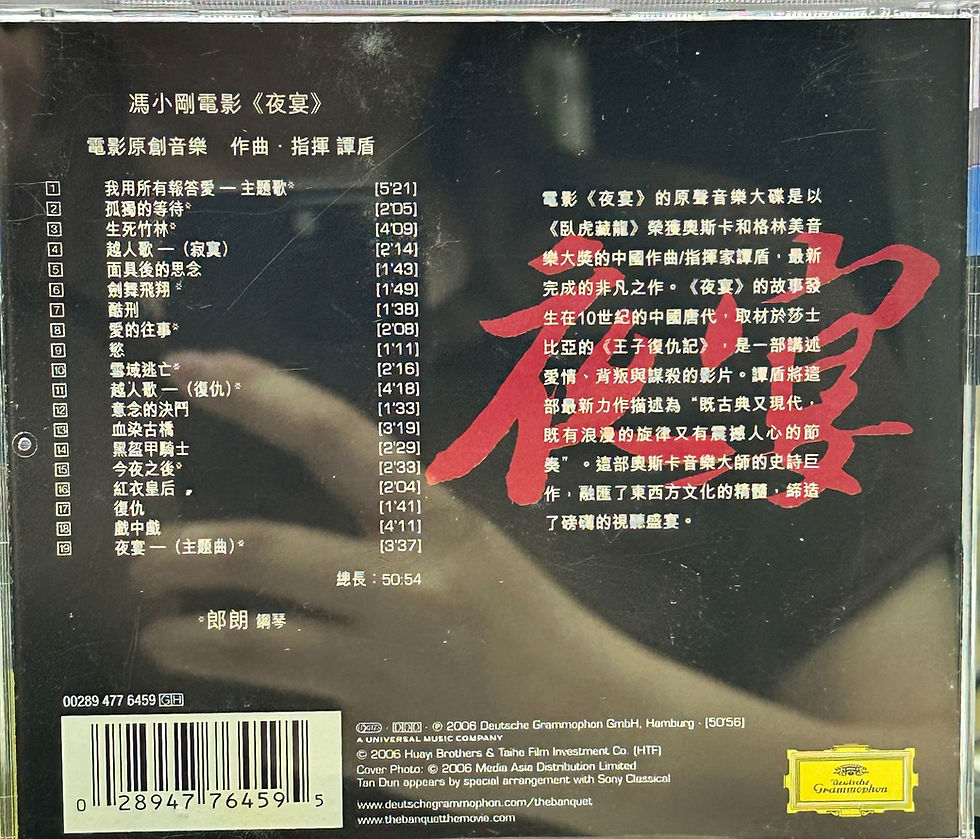 馮小剛電影《夜宴》
電影原創音樂 作曲·指揮 譚盾
1 我用所有報答愛 — 主題歌* [5'21]
2 孤獨的等待* [2'05]
3 生死竹林* [4'09]
4 越人歌 —（寂寞） [2'14]
5 面具後的思念 [1'43]
6 劍舞飛翔* [1'49]
7 酷刑 [1'38]
8 愛的往事* [2'08]
9 慾 [1'11]
10 雪域逃亡* [2'16]
11 越人歌 —（復仇）* [4'18]
12 意念的決鬥 [1'33]
13 血染古橋 [3'19]
14 黑盔甲騎士 [2'29]
15 今夜之後* [2'33]
16 紅衣皇后 [2'04]
17 復仇 [1'41]
18 戲中戲 [4'11]
19 夜宴 —（主題曲）* [3'37]
總長：50:54
*郎朗 鋼琴
電影《夜宴》的原聲音樂大碟是以
《臥虎藏龍》榮獲奧斯卡和格林美音
樂大獎的中國作曲/指揮家譚盾，最新
完成的非凡之作。《夜宴》的故事發
生在10世紀的中國唐代，取材於莎士
比亞的《王子復仇記》，是一部講述
愛情、背叛與謀殺的影片。譚盾將這
部最新力作描述為“既古典又現代，
既有浪漫的旋律又有震撼人心的節
奏”。這部奧斯卡音樂大師的史詩巨
作，融匯了東西方文化的精髓，締造
了磅礴的視聽盛宴。
夜宴
00289 477 6459 GH
0 28947 76459 5
DDD · ℗ 2006 Deutsche Grammophon GmbH, Hamburg · [50'56]
A UNIVERSAL MUSIC COMPANY
© 2006 Huayi Brothers & Taihe Film Investment Co. (HTF)
Cover Photo: © 2006 Media Asia Distribution Limited
Tan Dun appears by special arrangement with Sony Classical
www.deutschegrammophon.com/thebanquet
www.thebanquetthemovie.com
Deutsche
Grammophon